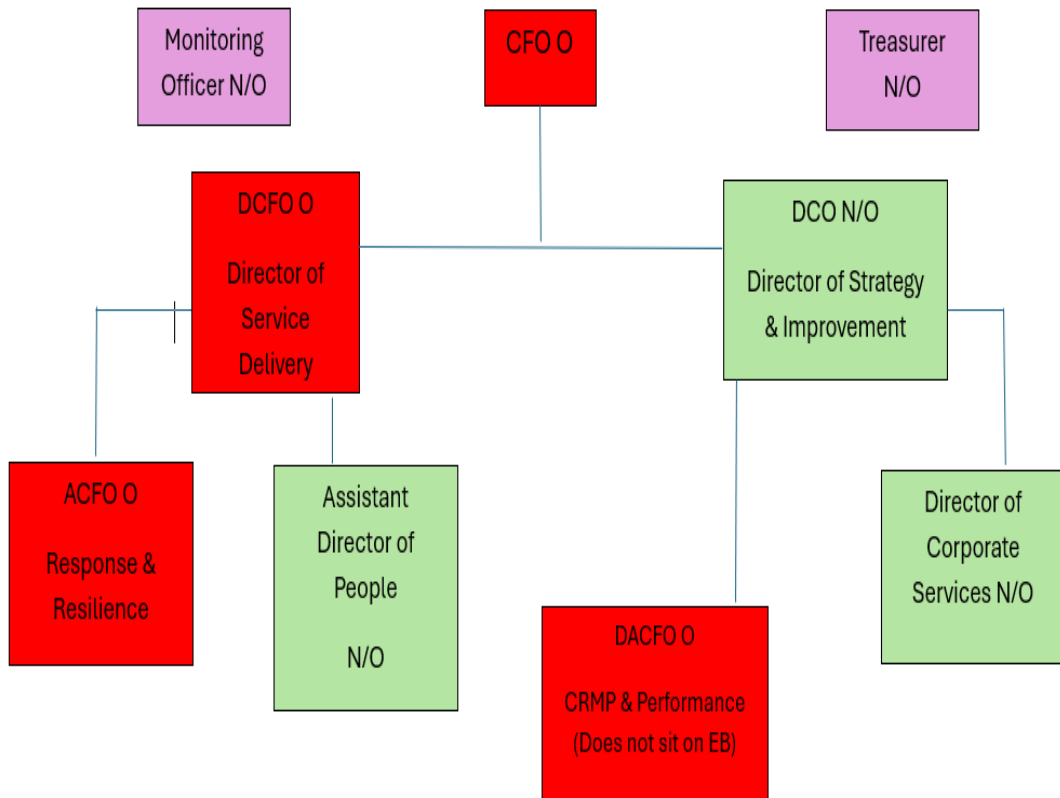 Monitoring
Officer N/O
CFO O
Treasurer
N/O
DCFO O
Director of
Service
Delivery
DCO N/O
Director of Strategy
& Improvement
ACFO O
Response &
Resilience
Assistant
Director of
People
N/O
DACFO O
CRMP & Performance
(Does not sit on EB)
Director of
Corporate
Services N/O